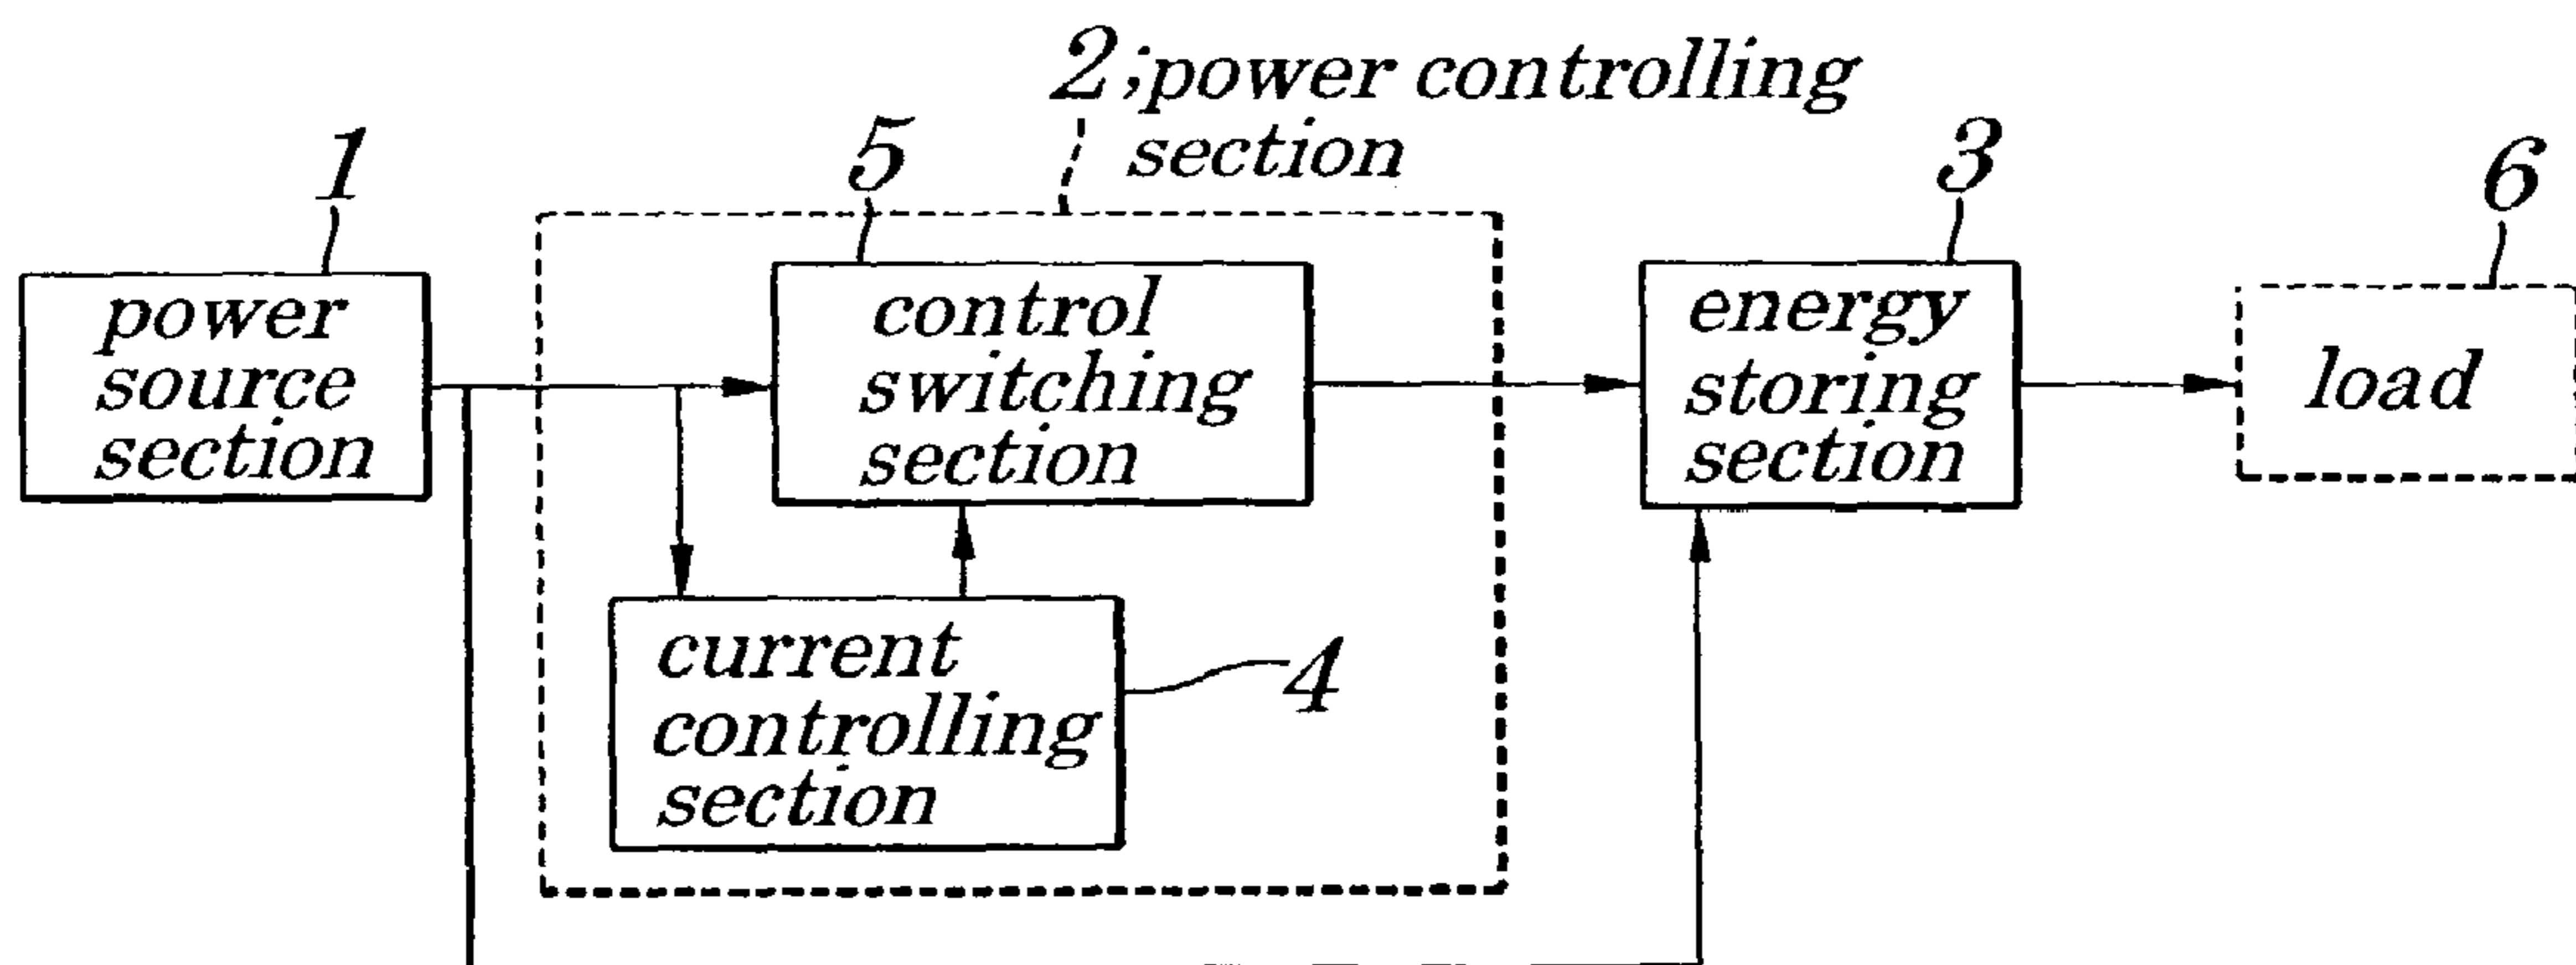 2;power controlling
section
1
5
3
6
power
source
section
control
switching
section
energy
storing
section
load
current
controlling
section
4